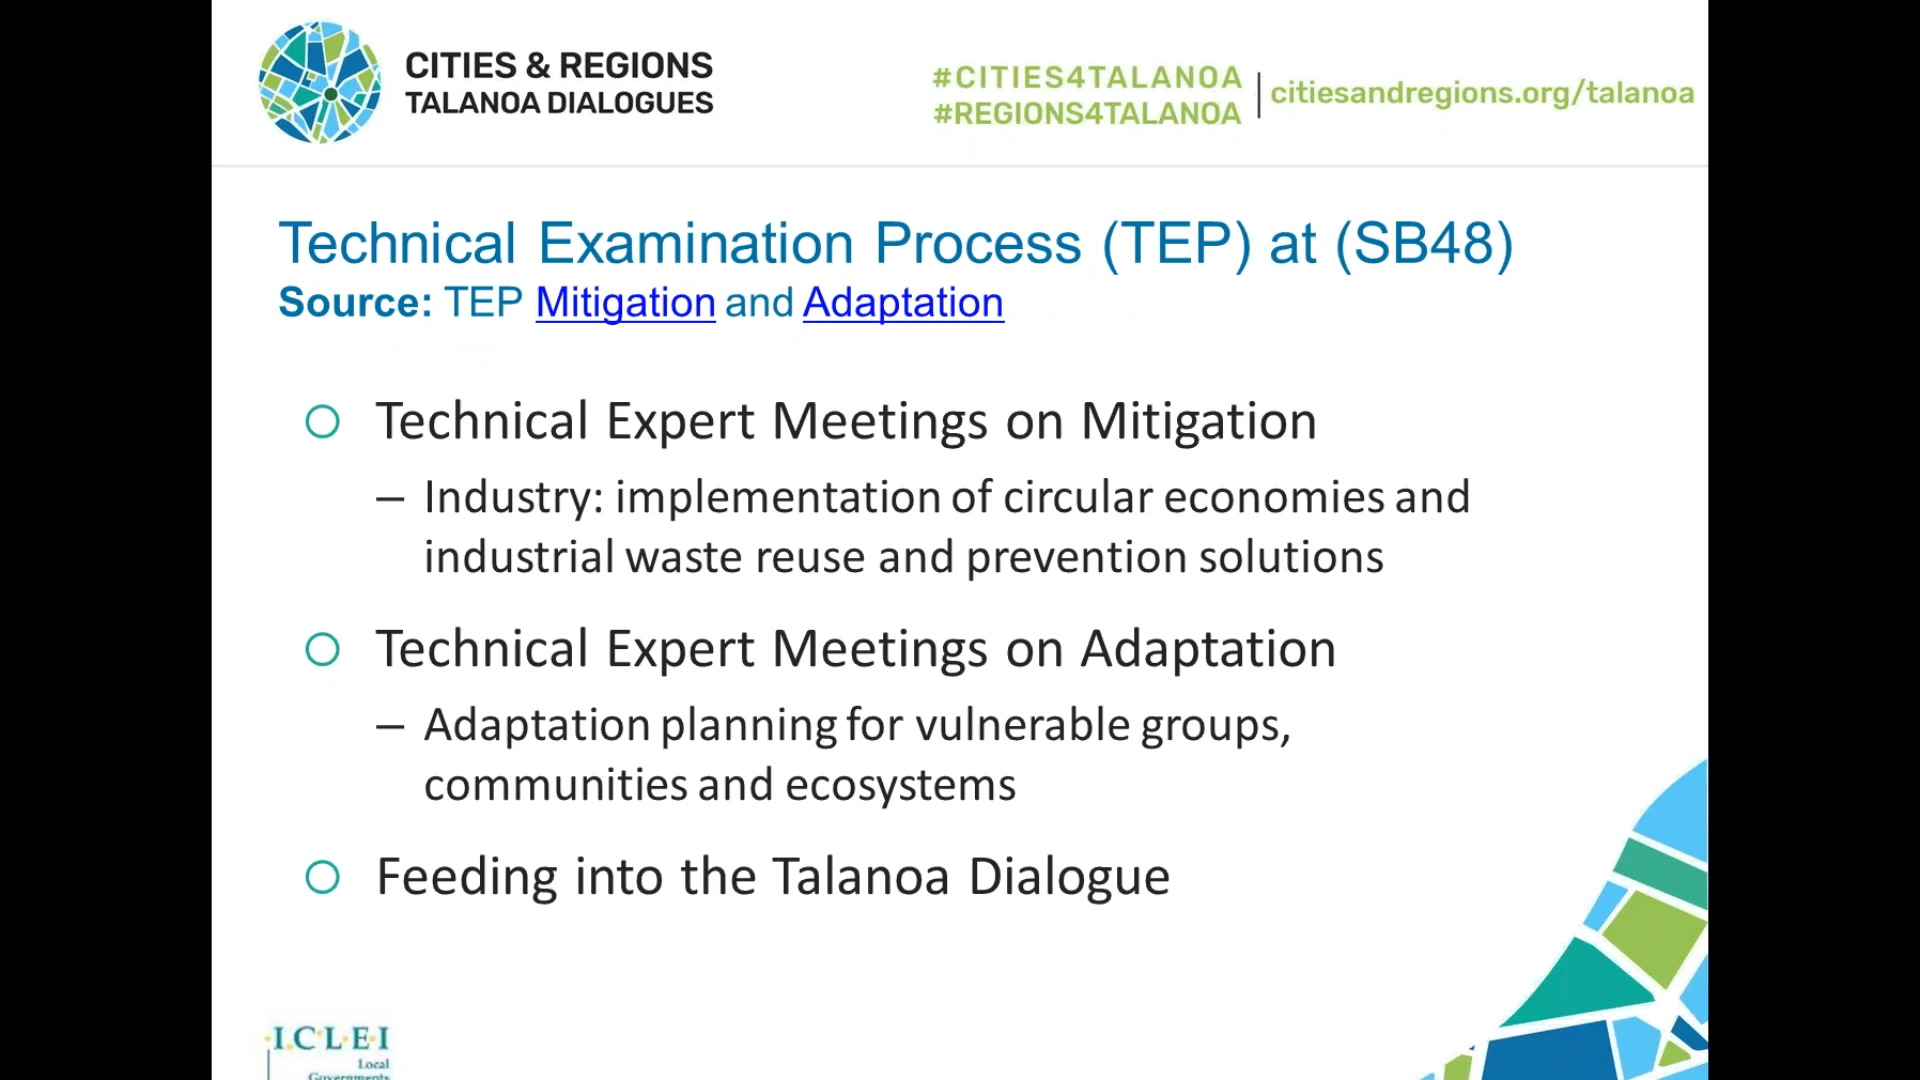 CITIES & REGIONS
TALANOA DIALOGUES
#CITIES4TALANOA
#REGIONS4TALANOA
citiesandregions.org/talanoa
Technical Examination Process (TEP) at (SB48)
Source: TEP Mitigation and Adaptation
Technical Expert Meetings on Mitigation
– Industry: implementation of circular economies and
industrial waste reuse and prevention solutions
Technical Expert Meetings on Adaptation
– Adaptation planning for vulnerable groups,
communities and ecosystems
Feeding into the Talanoa Dialogue
·I.C.L.E.I
Local
Governments